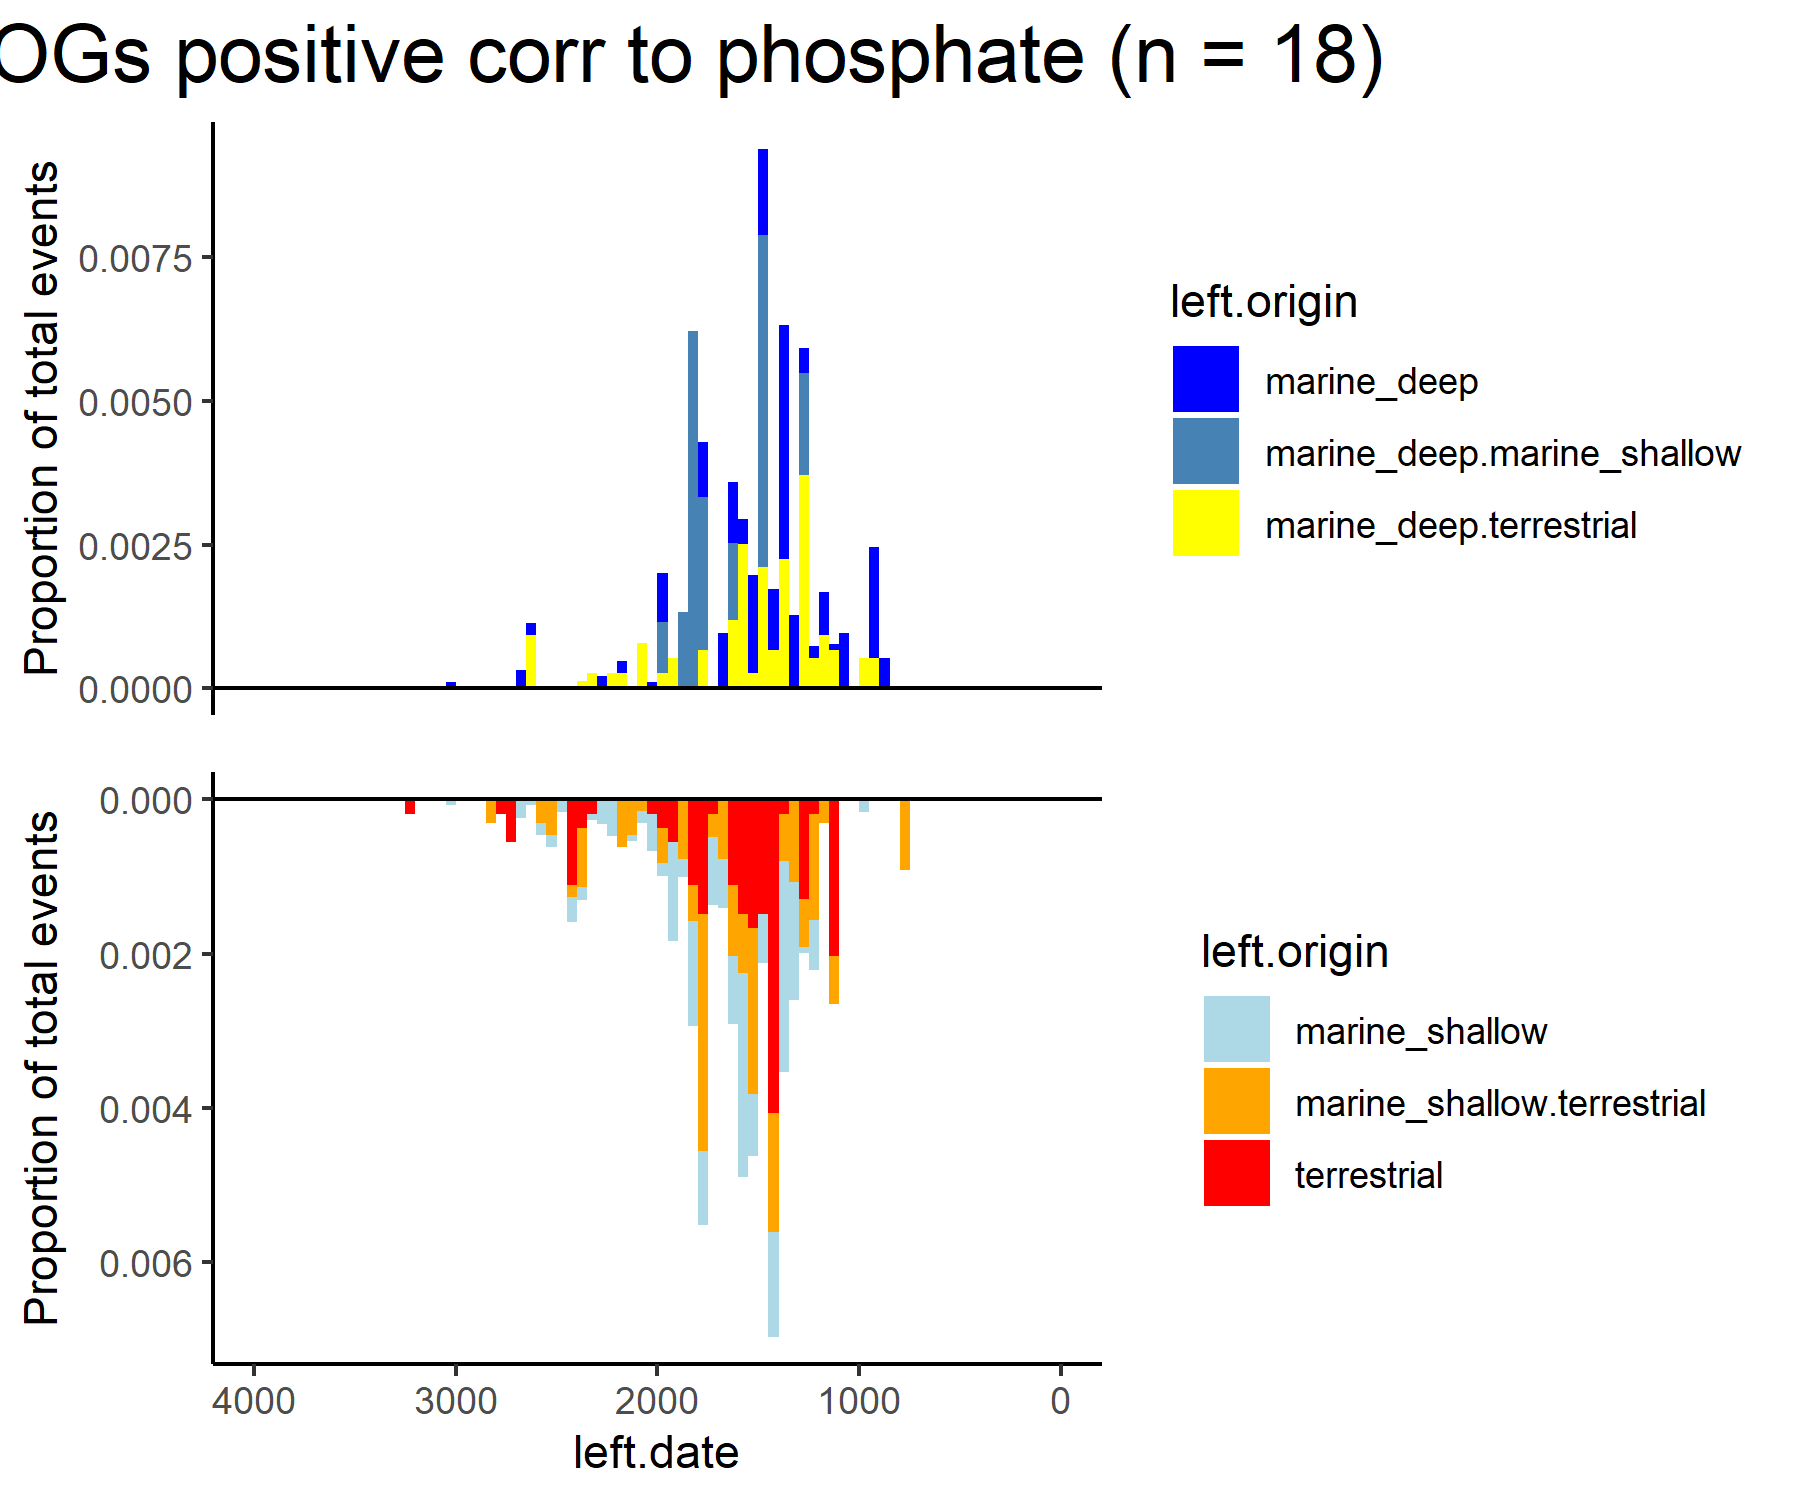 OGs positive corr to phosphate (n = 18)
Proportion of total events
0.0075
0.0050
0.0025
0.0000
left.origin
marine_deep
marine_deep.marine_shallow
marine_deep.terrestrial
Proportion of total events
0.000
0.002
0.004
0.006
left.origin
marine_shallow
marine_shallow.terrestrial
terrestrial
4000 3000 2000 1000 0
left.date